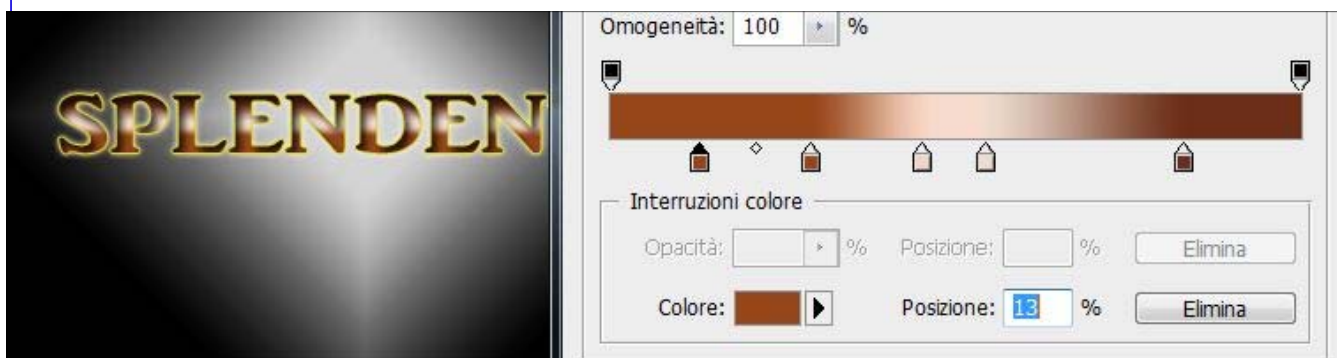 SPLENDEN
Omogeneità: 100 %
Interruzioni colore
Opacità: % Posizione: % Elimina
Colore: Posizione: 13 % Elimina